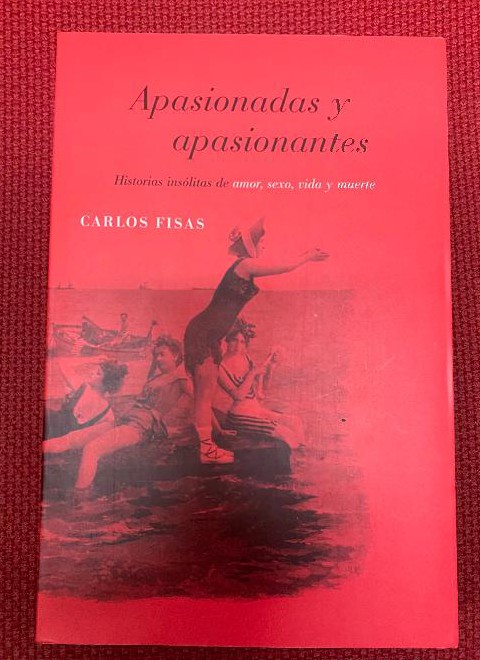 Apasionadas y
apasionantes
Historias insólitas de amor, sexo, vida y muerte
CARLOS FISAS